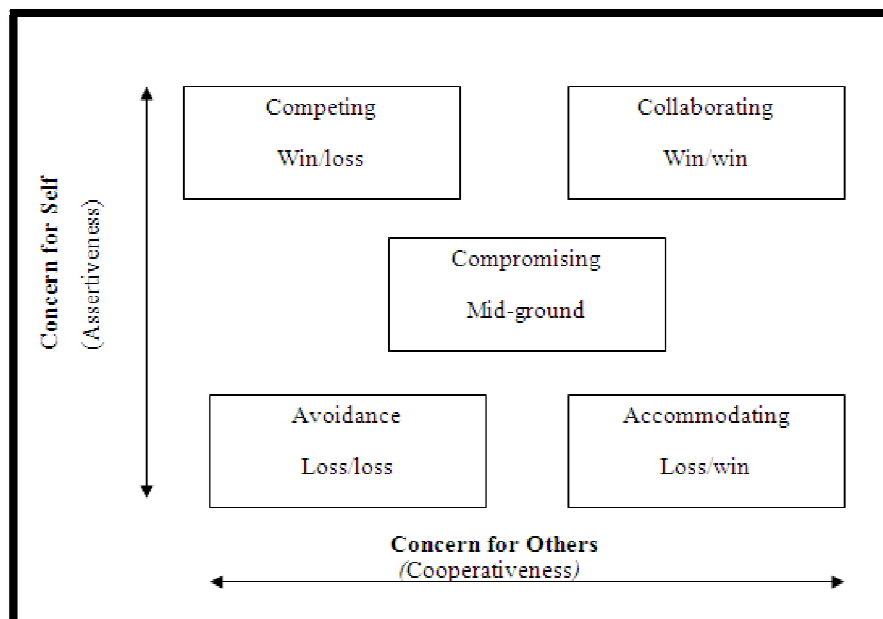 Competing
Win/loss
Collaborating
Win/win
Concern for Self
(Assertiveness)
Compromising
Mid-ground
Avoidance
Loss/loss
Accommodating
Loss/win
Concern for Others
(Cooperativeness)